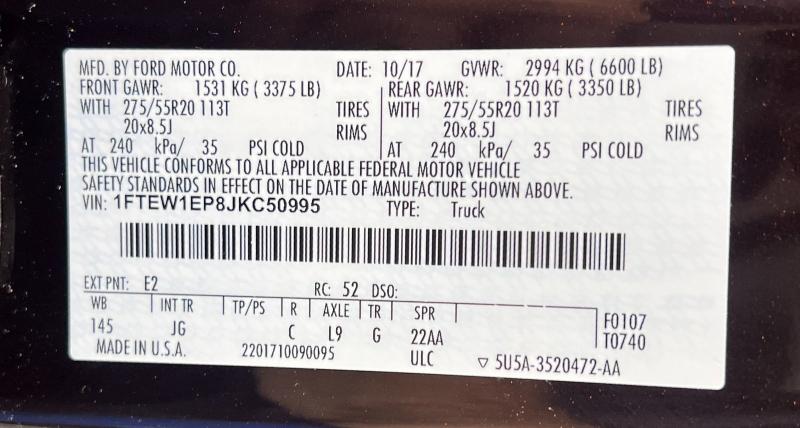 MFD. BY FORD MOTOR CO. DATE: 10/17 GVWR: 2994 KG ( 6600 LB)
FRONT GAWR: 1531 KG ( 3375 LB) REAR GAWR: 1520 KG ( 3350 LB)
WITH 275/55R20 113T TIRES WITH 275/55R20 113T TIRES
20x8.5J RIMS 20x8.5J RIMS
AT 240 kPa/ 35 PSI COLD AT 240 kPa/ 35 PSI COLD
THIS VEHICLE CONFORMS TO ALL APPLICABLE FEDERAL MOTOR VEHICLE
SAFETY STANDARDS IN EFFECT ON THE DATE OF MANUFACTURE SHOWN ABOVE.
VIN: 1FTEW1EP8JKC50995 TYPE: Truck
EXT PNT: E2 RC: 52 DSO:
WB INT TR TP/PS R AXLE TR SPR
145 JG C L9 G 22AA F0107
T0740
MADE IN U.S.A. 2201710090095 ULC ▽ 5U5A-3520472-AA